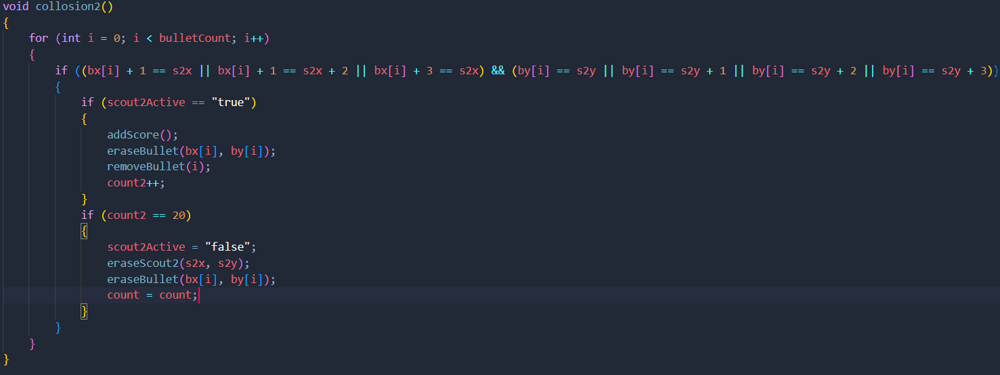 void collosion2()
{
    for (int i = 0; i < bulletCount; i++)
    {
        if ((bx[i] + 1 == s2x || bx[i] + 1 == s2x + 2 || bx[i] + 3 == s2x) && (by[i] == s2y || by[i] == s2y + 1 || by[i] == s2y + 2 || by[i] == s2y + 3))
        {
            if (scout2Active == "true")
            {
                addScore();
                eraseBullet(bx[i], by[i]);
                removeBullet(i);
                count2++;
            }
            if (count2 == 20)
            {
                scout2Active = "false";
                eraseScout2(s2x, s2y);
                eraseBullet(bx[i], by[i]);
                count = count;
            }
        }
    }
}